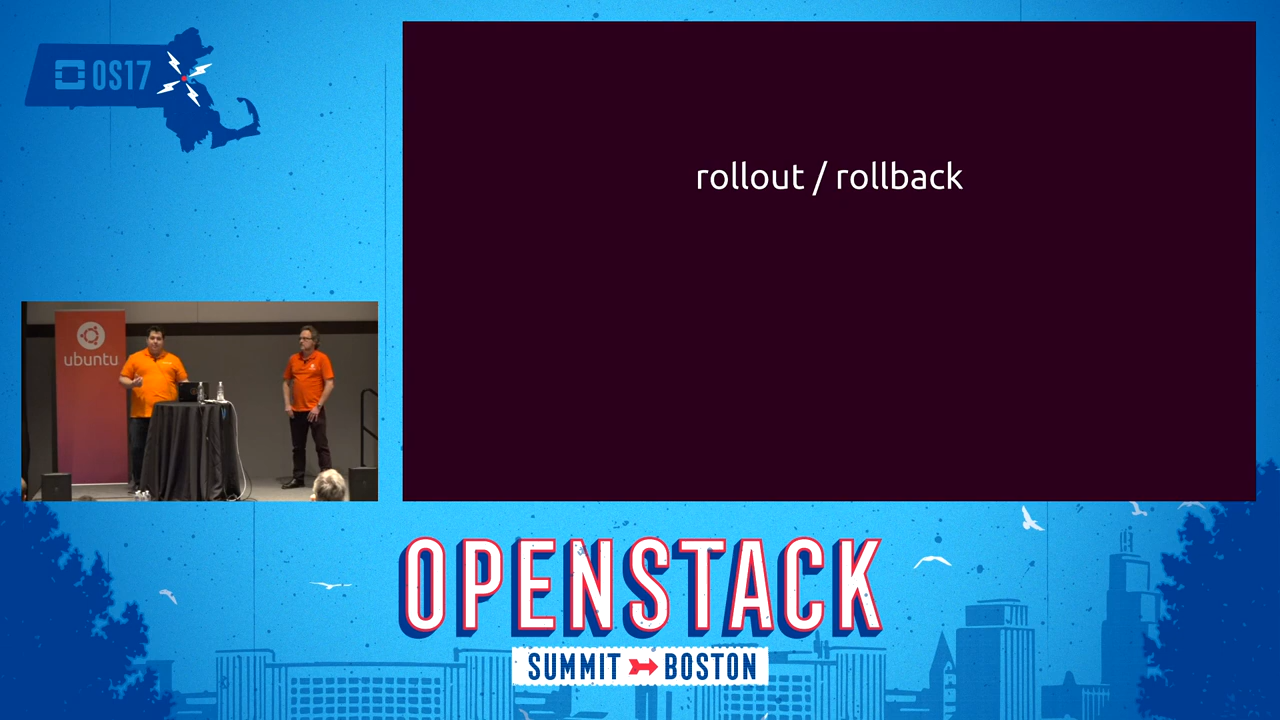 OS17
rollout / rollback
ubuntu
OPENSTACK
SUMMIT BOSTON